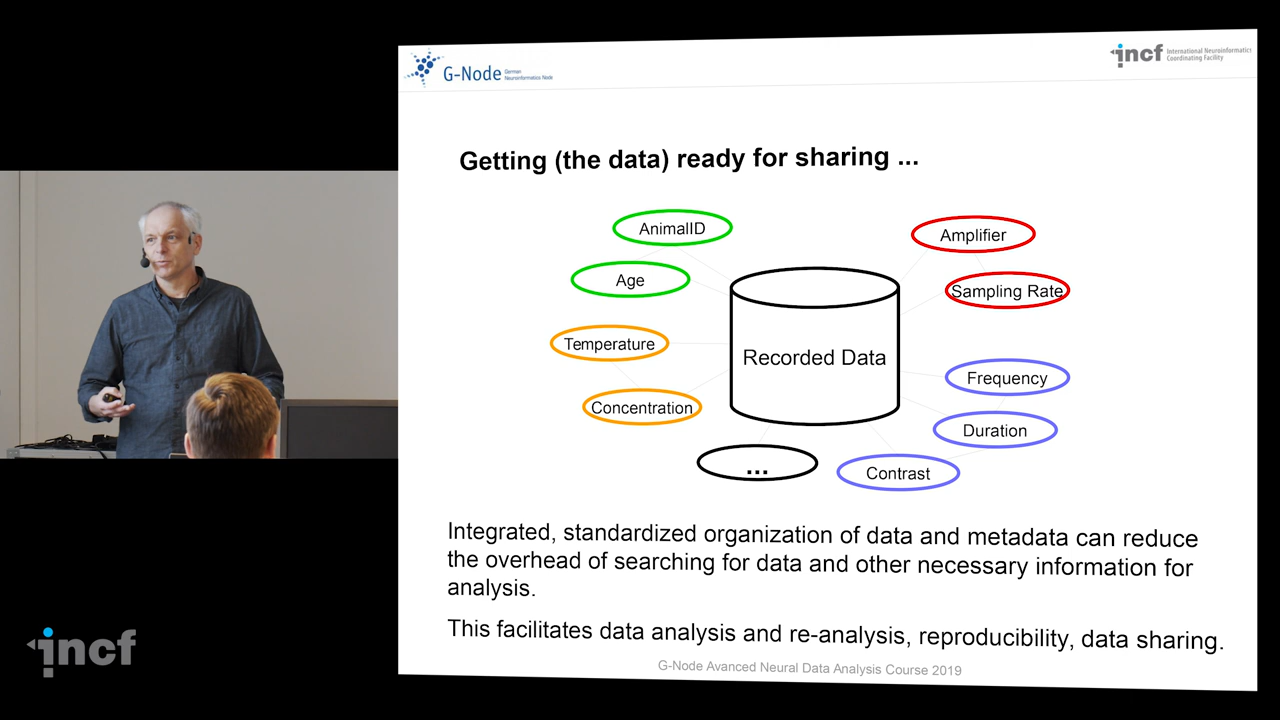 G-Node German
Neuroinformatics Node
incf International Neuroinformatics
Coordinating Facility
Getting (the data) ready for sharing ...
AnimalID
Amplifier
Age
Sampling Rate
Temperature
Recorded Data
Frequency
Concentration
Duration
...
Contrast
Integrated, standardized organization of data and metadata can reduce
the overhead of searching for data and other necessary information for
analysis.
This facilitates data analysis and re-analysis, reproducibility, data sharing.
G-Node Avanced Neural Data Analysis Course 2019
incf